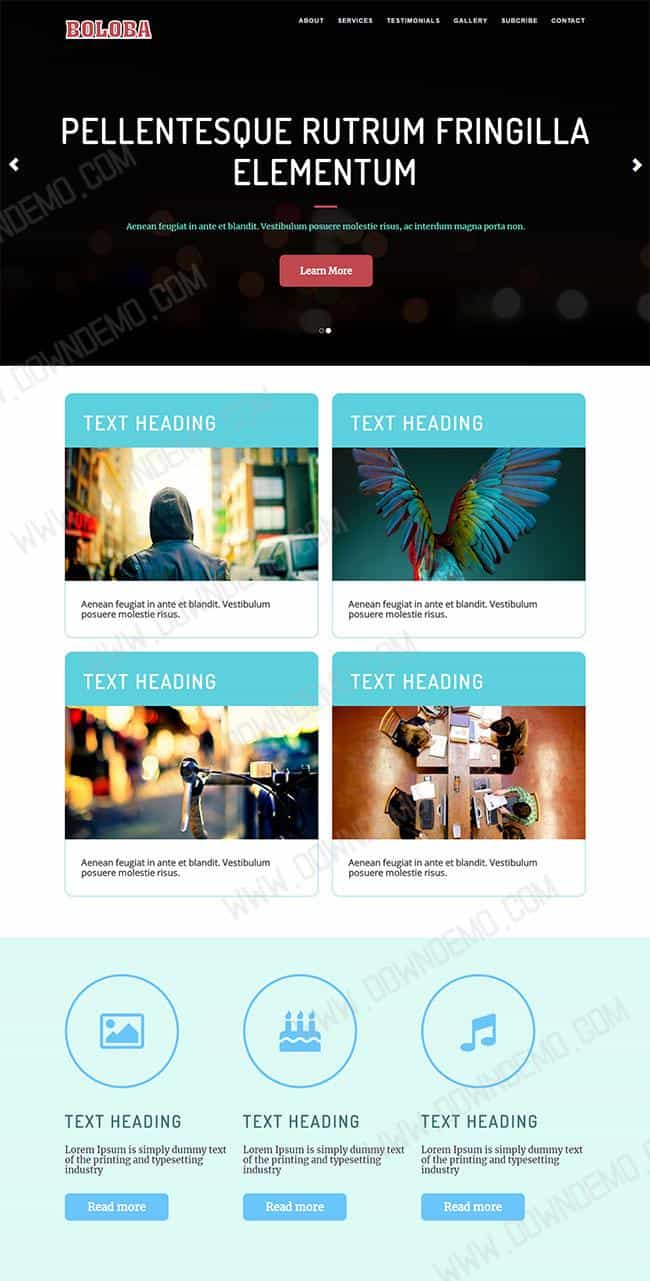 BOLOBA
ABOUT SERVICES TESTIMONIALS GALLERY SUBCRIBE CONTACT
PELLENTESQUE RUTRUM FRINGILLA
ELEMENTUM
Aenean feugiat in ante et blandit. Vestibulum posuere molestie risus, ac interdum magna porta non.
Learn More
TEXT HEADING
TEXT HEADING
Aenean feugiat in ante et blandit. Vestibulum
posuere molestie risus.
Aenean feugiat in ante et blandit. Vestibulum
posuere molestie risus.
TEXT HEADING
TEXT HEADING
Aenean feugiat in ante et blandit. Vestibulum
posuere molestie risus.
Aenean feugiat in ante et blandit. Vestibulum
posuere molestie risus.
TEXT HEADING
Lorem Ipsum is simply dummy text
of the printing and typesetting
industry
Read more
TEXT HEADING
Lorem Ipsum is simply dummy text
of the printing and typesetting
industry
Read more
TEXT HEADING
Lorem Ipsum is simply dummy text
of the printing and typesetting
industry
Read more
WWW.DOWNDEMO.COM